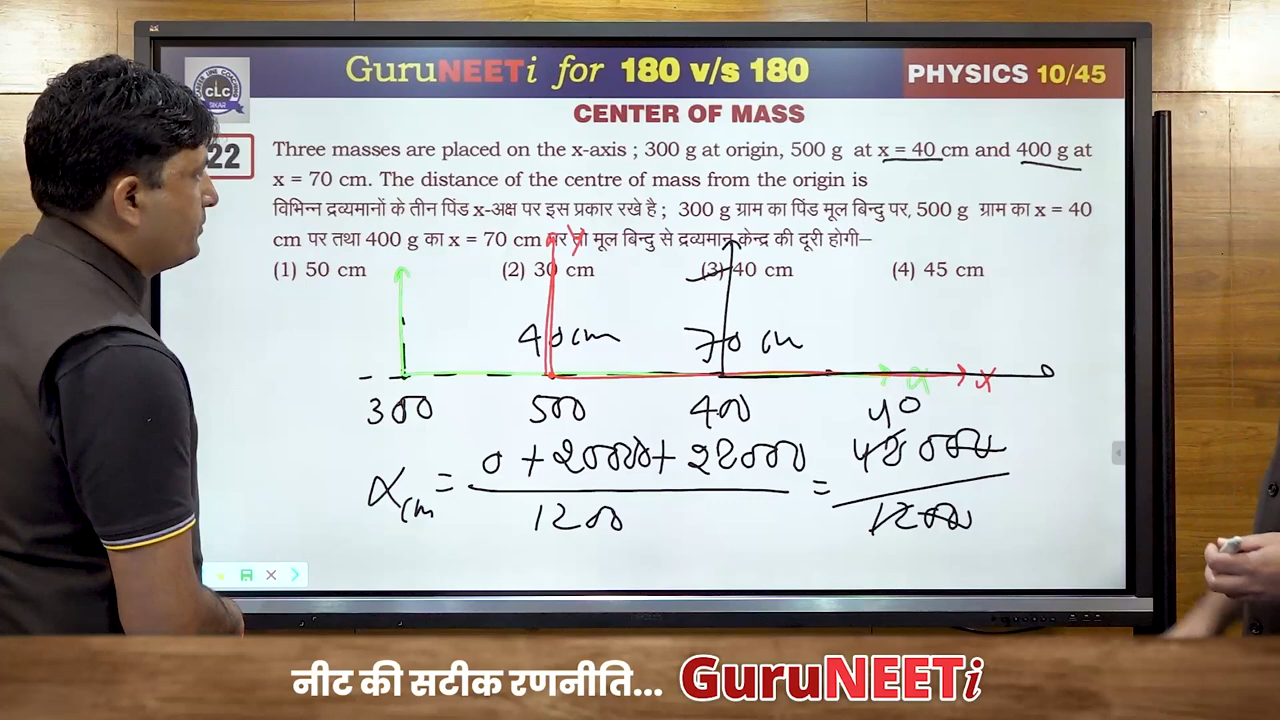 GuruNEETi for 180 v/s 180
PHYSICS 10/45
CLC
SIKAR
CENTER OF MASS
22
Three masses are placed on the x-axis ; 300 g at origin, 500 g at x = 40 cm and 400 g at
x = 70 cm. The distance of the centre of mass from the origin is
विभिन्न द्रव्यमानों के तीन पिंड x-अक्ष पर इस प्रकार रखे है ; 300 g ग्राम का पिंड मूल बिन्दु पर, 500 g ग्राम का x = 40
cm पर तथा 400 g का x = 70 cm पर तो मूल बिन्दु से द्रव्यमान केन्द्र की दूरी होगी–
(1) 50 cm (2) 30 cm (3) 40 cm (4) 45 cm
y
40 cm 70 cm
x x
300 500 400 40
xcm = 0 + 20000 + 28000 / 1200 = 48000 / 1200
नीट की सटीक रणनीति... GuruNEETi